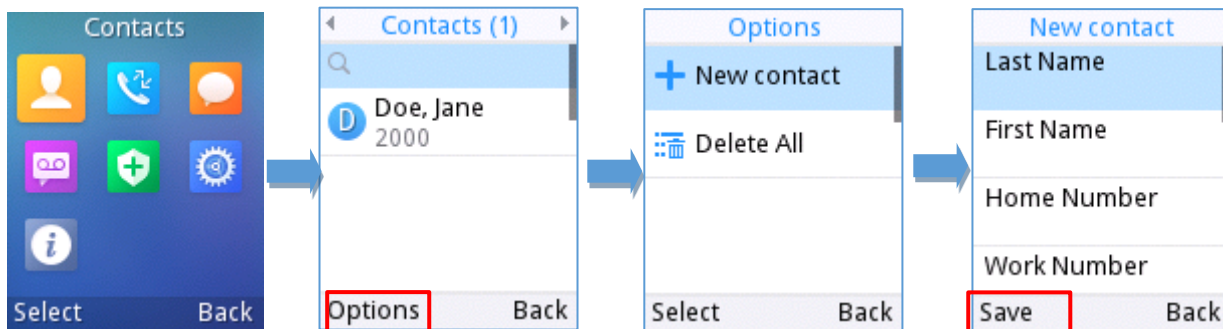 Contacts
Select Back
Contacts (1)
D
Doe, Jane
2000
Options Back
Options
New contact
Delete All
Select Back
New contact
Last Name
First Name
Home Number
Work Number
Save Back